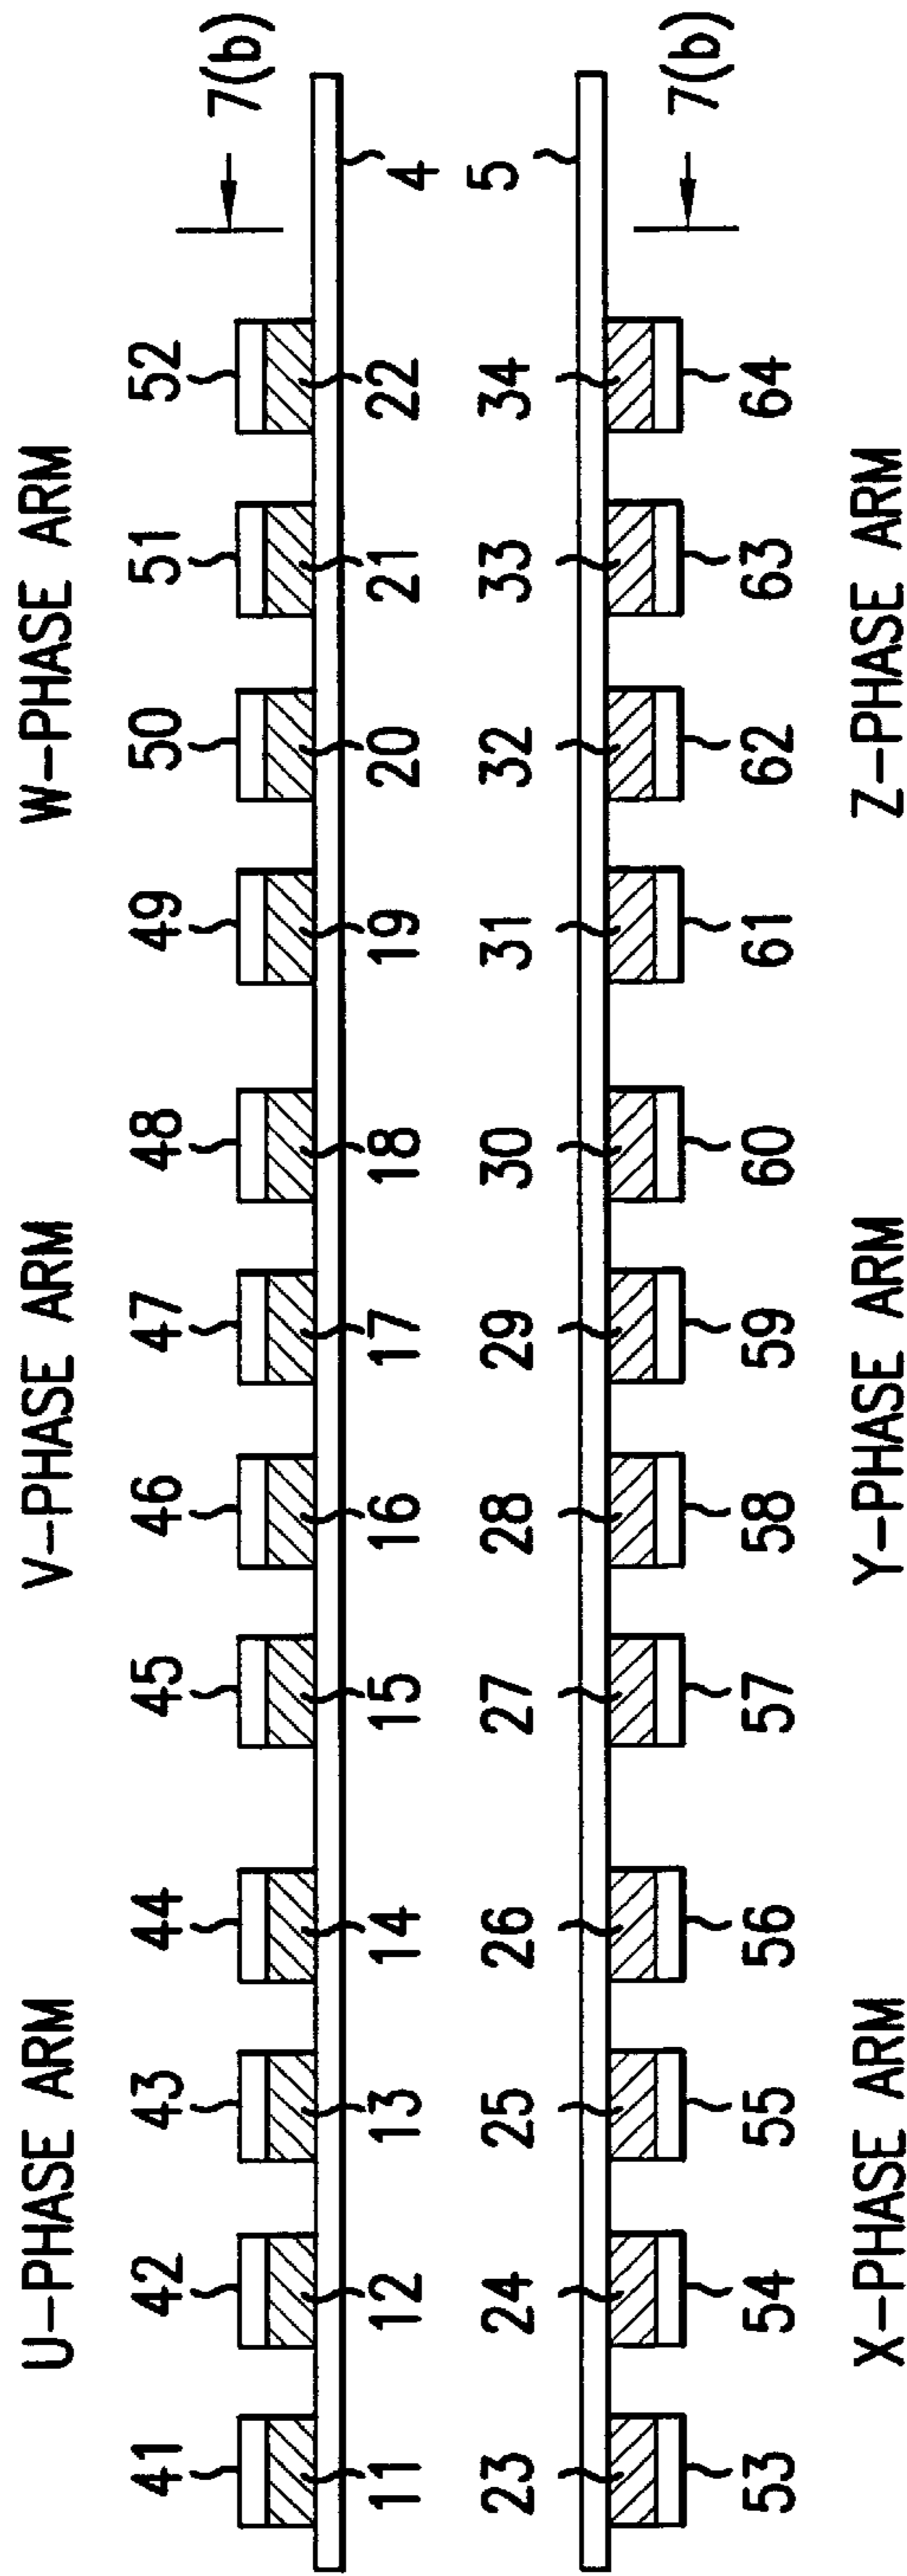 U-PHASE ARM V-PHASE ARM W-PHASE ARM
41 42 43 44 45 46 47 48 49 50 51 52
7(b)
11 12 13 14 15 16 17 18 19 20 21 22 4
23 24 25 26 27 28 29 30 31 32 33 34 5
7(b)
53 54 55 56 57 58 59 60 61 62 63 64
X-PHASE ARM Y-PHASE ARM Z-PHASE ARM